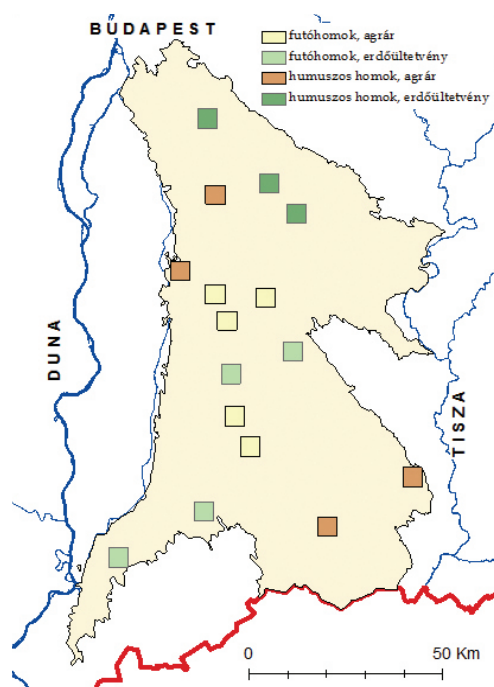 BUDAPEST
futóhomok, agrár
futóhomok, erdőültetvény
humuszos homok, agrár
humuszos homok, erdőültetvény
DUNA
TISZA
0 50 Km